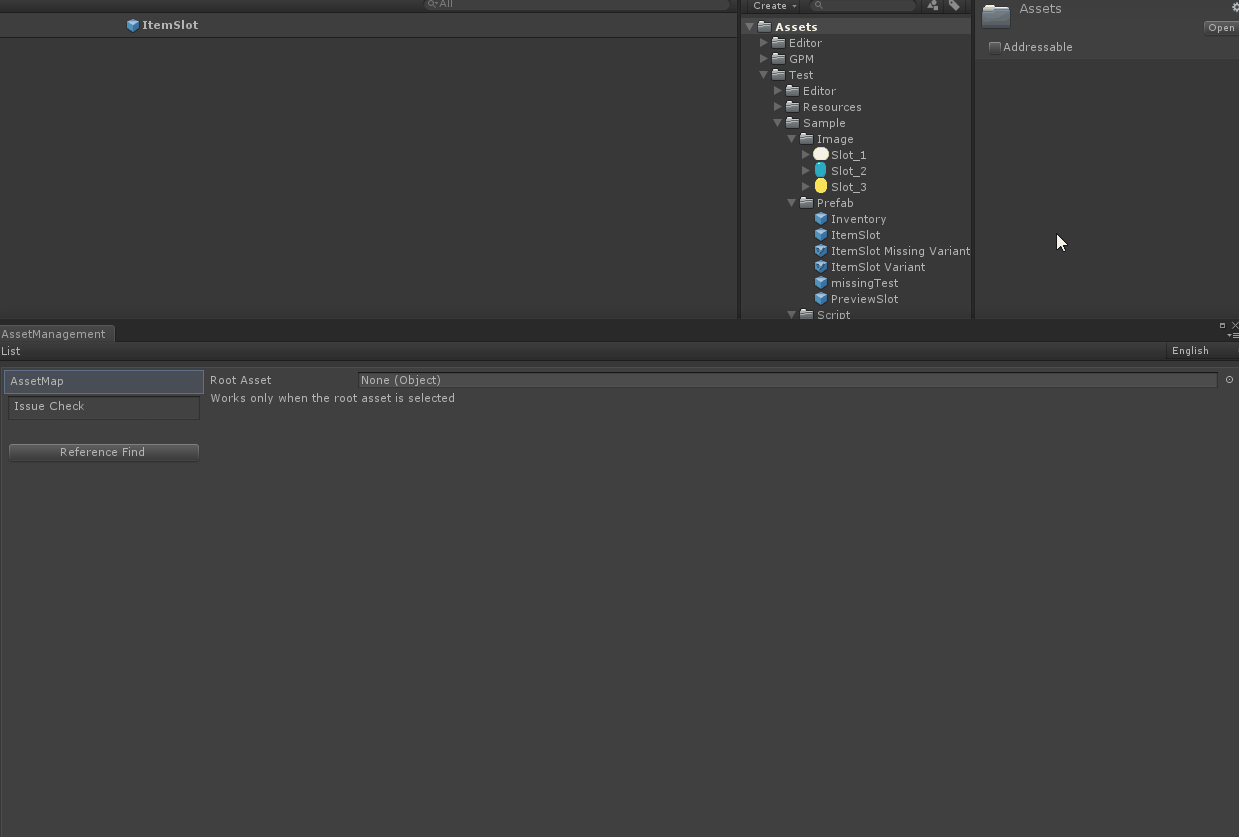 All
ItemSlot
Create
Assets
Editor
GPM
Test
Editor
Resources
Sample
Image
Slot_1
Slot_2
Slot_3
Prefab
Inventory
ItemSlot
ItemSlot Missing Variant
ItemSlot Variant
missingTest
PreviewSlot
Script
Assets
Open
Addressable
AssetManagement
List
English
AssetMap
Issue Check
Reference Find
Root Asset
None (Object)
Works only when the root asset is selected